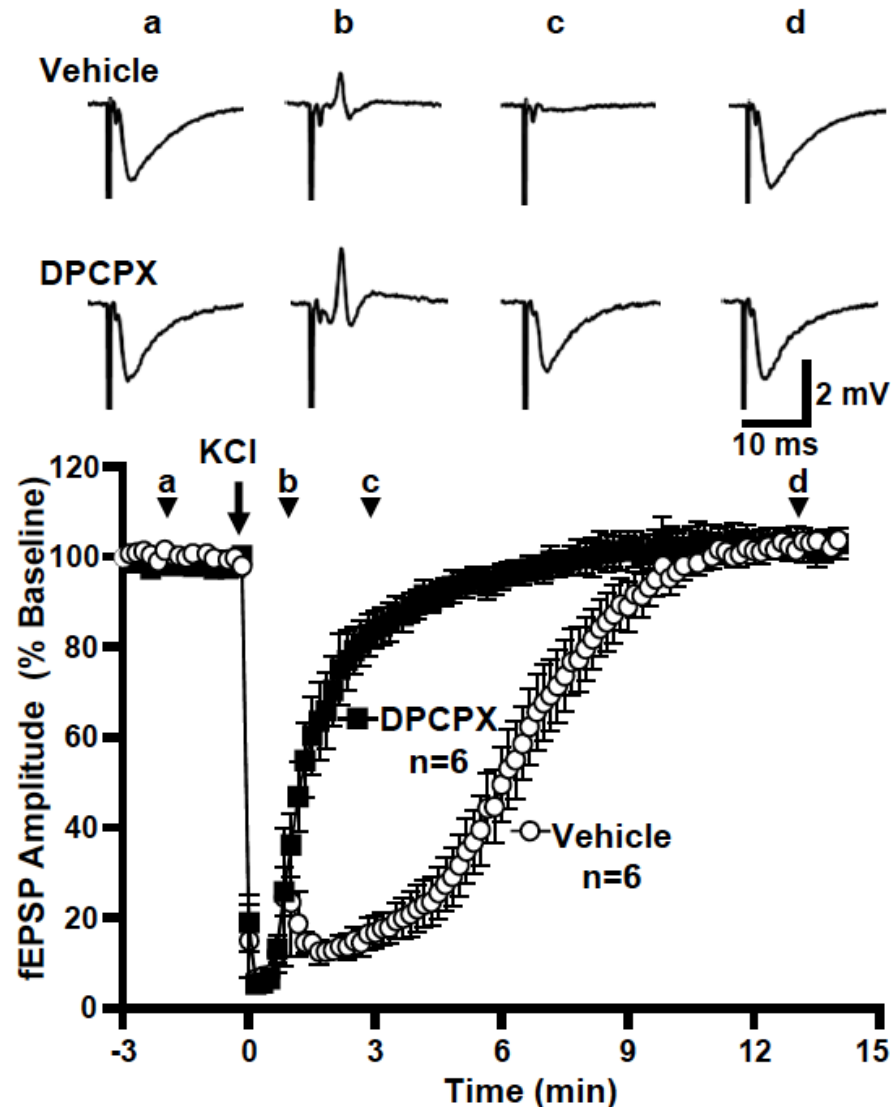 a b c d
Vehicle
DPCPX
2 mV
10 ms
KCl
a b c d
120
100
80
60
40
20
0
fEPSP Amplitude (% Baseline)
DPCPX
n=6
Vehicle
n=6
-3 0 3 6 9 12 15
Time (min)